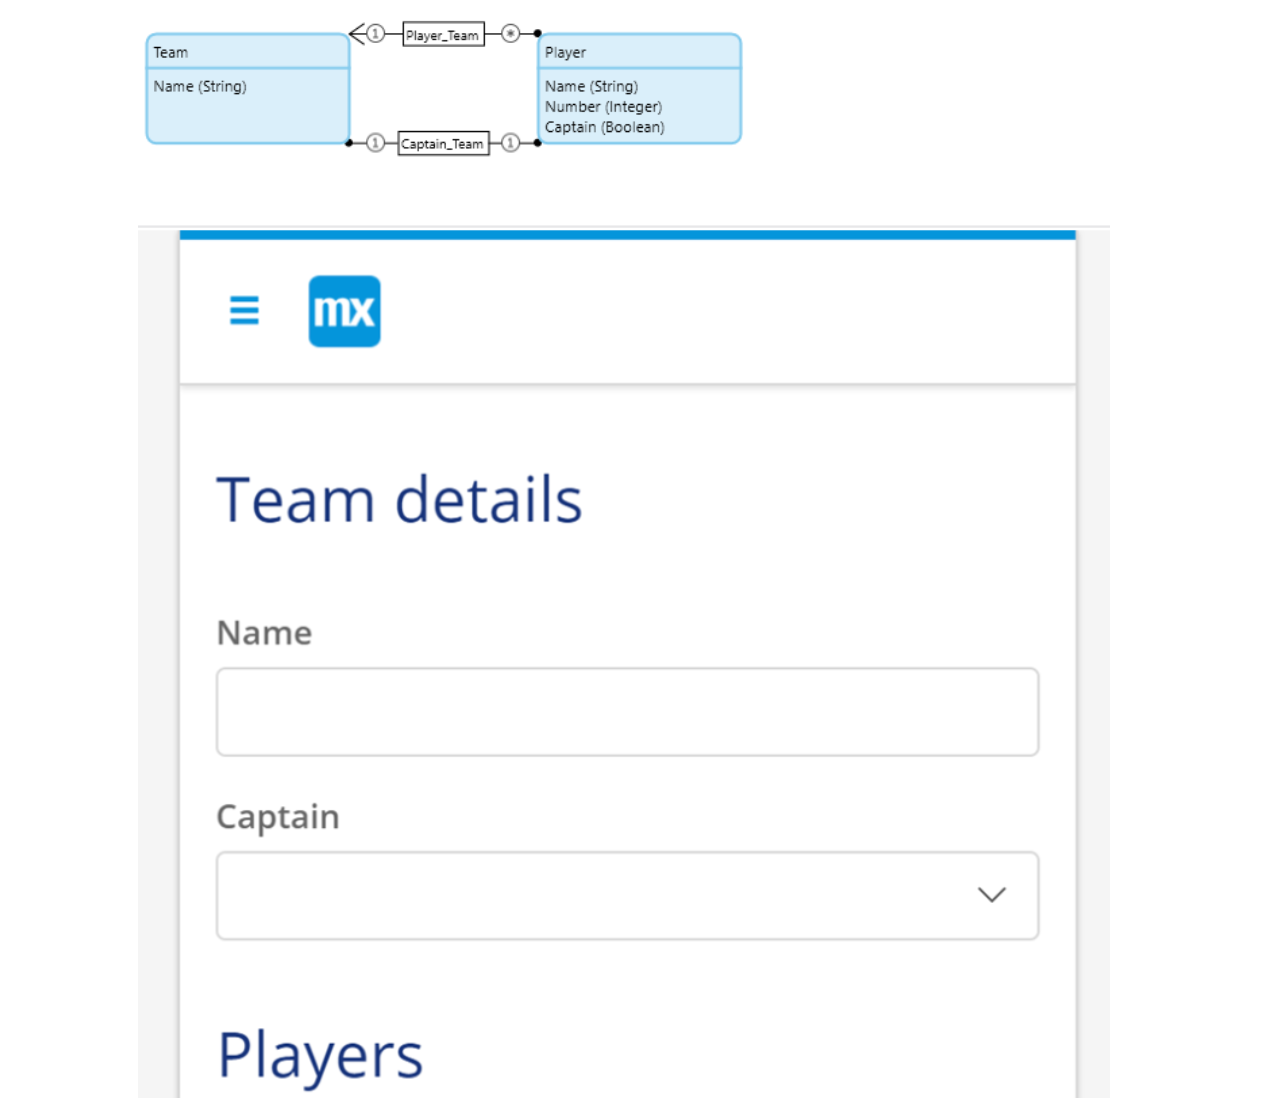 1 Player_Team *
Team
Player
Name (String)
Name (String)
Number (Integer)
Captain (Boolean)
1 Captain_Team 1
mx
Team details
Name
Captain
Players